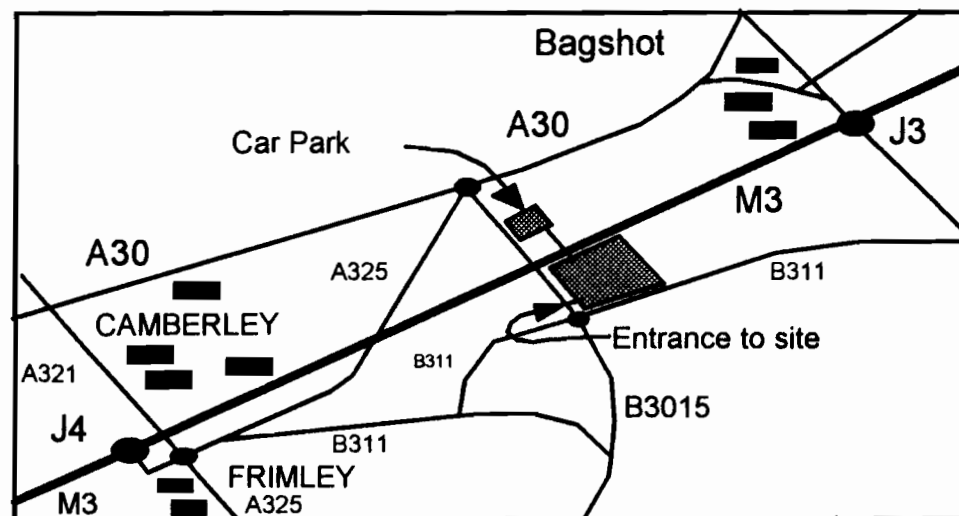 Bagshot
A30
J3
Car Park
M3
A30
A325
B311
CAMBERLEY
Entrance to site
A321
B311
B3015
J4
B311
FRIMLEY
M3
A325